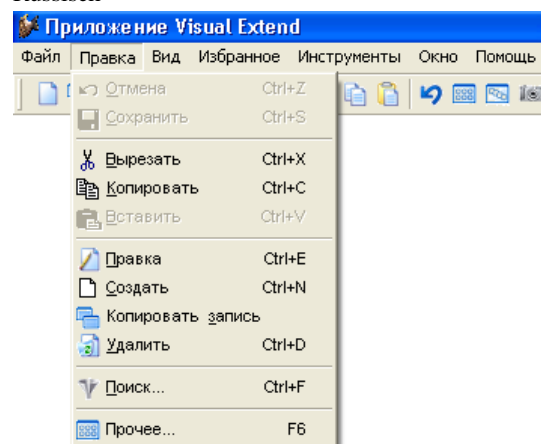 Приложение Visual Extend
Файл Правка Вид Избранное Инструменты Окно Помощь
Отмена Ctrl+Z
Сохранить Ctrl+S
Вырезать Ctrl+X
Копировать Ctrl+C
Вставить Ctrl+V
Правка Ctrl+E
Создать Ctrl+N
Копировать запись
Удалить Ctrl+D
Поиск... Ctrl+F
Прочее... F6